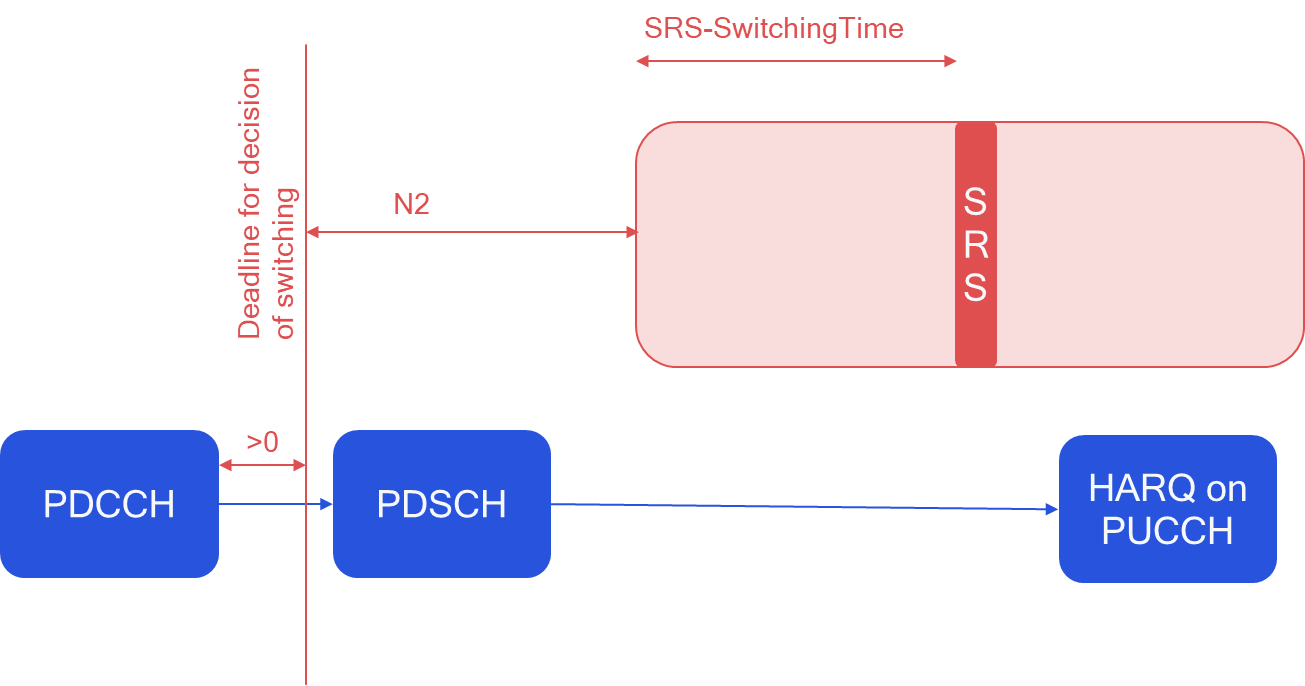 SRS-SwitchingTime
Deadline for decision
of switching
N2
S
R
S
>0
PDCCH
PDSCH
HARQ on
PUCCH